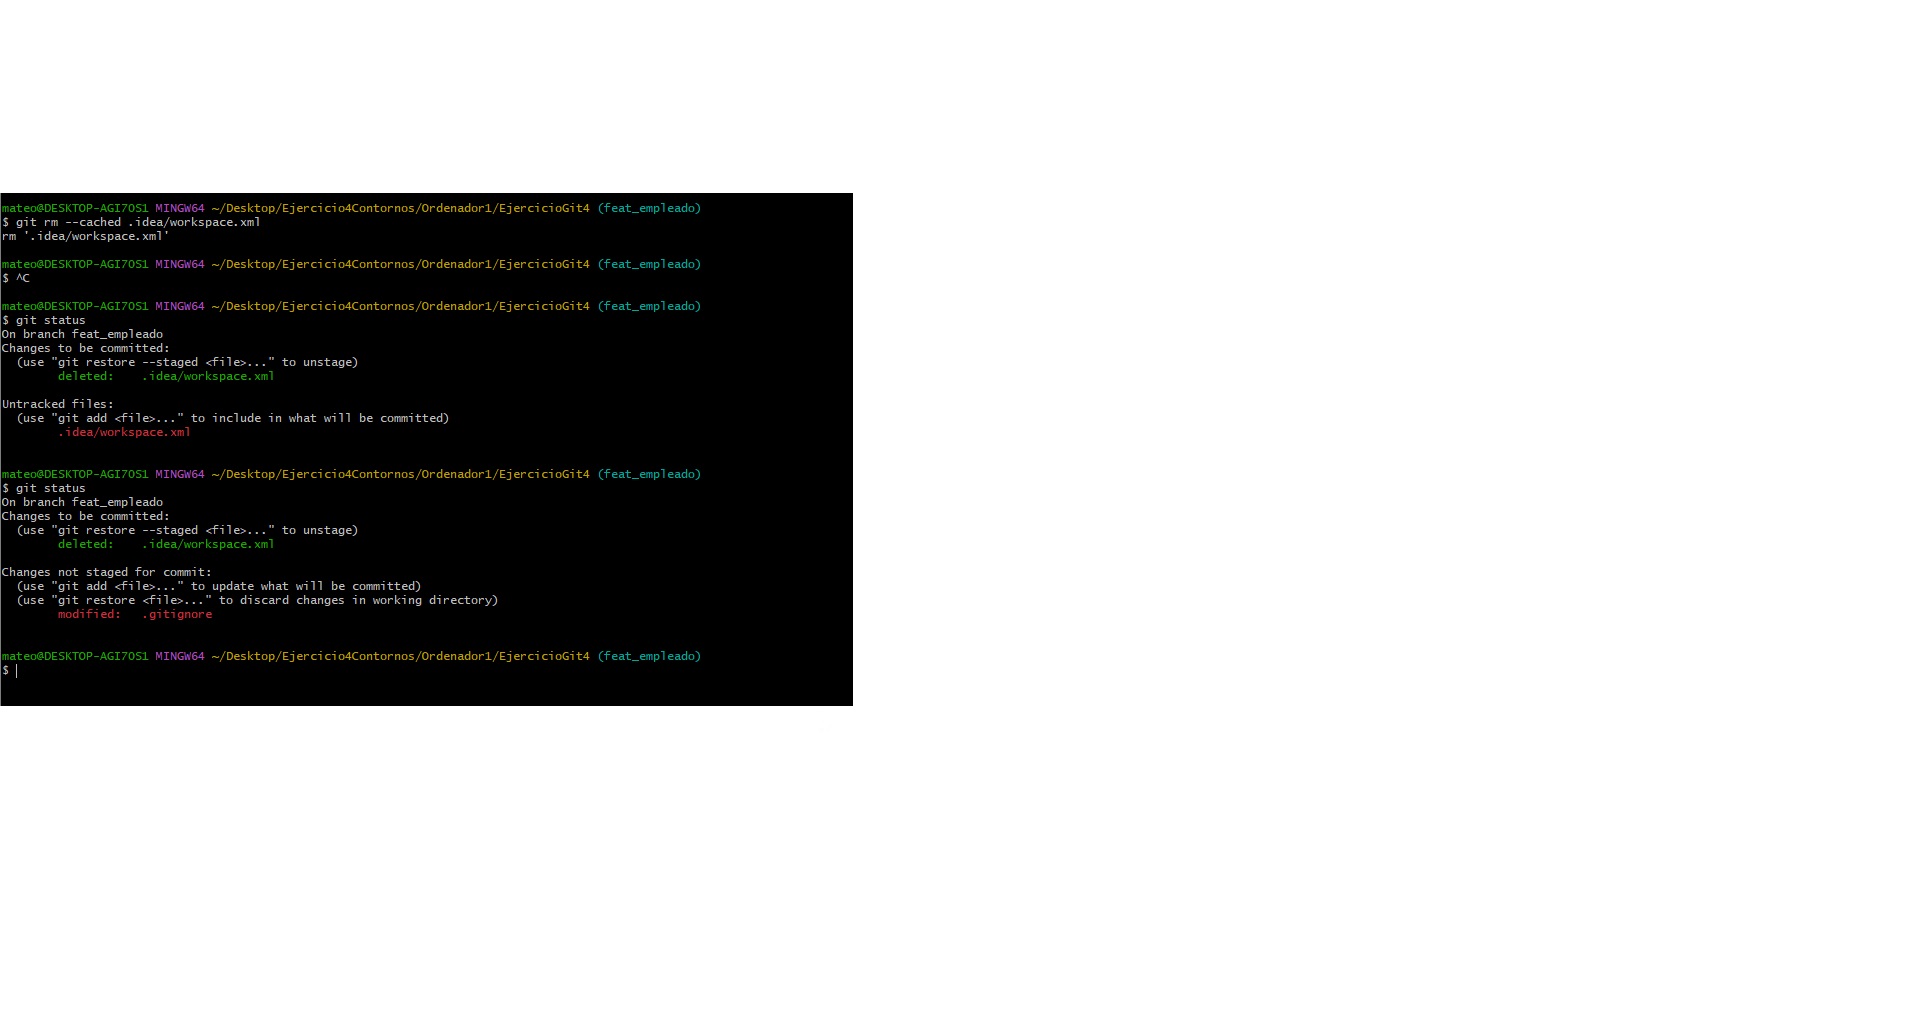 mateo@DESKTOP-AGI7OS1 MINGW64 ~/Desktop/Ejercicio4Contornos/Ordenador1/EjercicioGit4 (feat_empleado)
$ git rm --cached .idea/workspace.xml
rm '.idea/workspace.xml'
mateo@DESKTOP-AGI7OS1 MINGW64 ~/Desktop/Ejercicio4Contornos/Ordenador1/EjercicioGit4 (feat_empleado)
$ ^C
mateo@DESKTOP-AGI7OS1 MINGW64 ~/Desktop/Ejercicio4Contornos/Ordenador1/EjercicioGit4 (feat_empleado)
$ git status
On branch feat_empleado
Changes to be committed:
  (use "git restore --staged <file>..." to unstage)
        deleted:    .idea/workspace.xml
Untracked files:
  (use "git add <file>..." to include in what will be committed)
        .idea/workspace.xml
mateo@DESKTOP-AGI7OS1 MINGW64 ~/Desktop/Ejercicio4Contornos/Ordenador1/EjercicioGit4 (feat_empleado)
$ git status
On branch feat_empleado
Changes to be committed:
  (use "git restore --staged <file>..." to unstage)
        deleted:    .idea/workspace.xml
Changes not staged for commit:
  (use "git add <file>..." to update what will be committed)
  (use "git restore <file>..." to discard changes in working directory)
        modified:   .gitignore
mateo@DESKTOP-AGI7OS1 MINGW64 ~/Desktop/Ejercicio4Contornos/Ordenador1/EjercicioGit4 (feat_empleado)
$